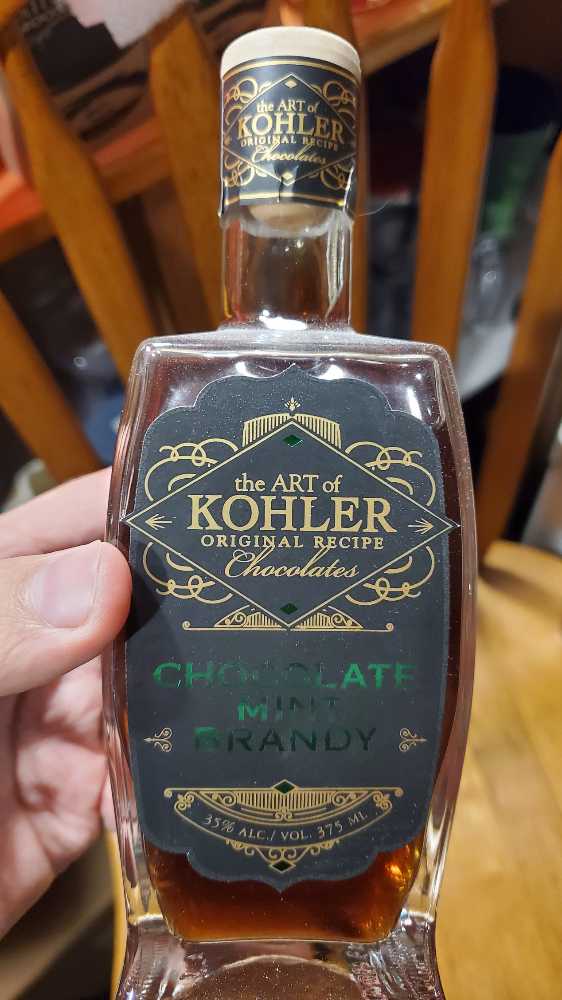 the ART of
KOHLER
ORIGINAL RECIPE
Chocolates
the ART of
KOHLER
ORIGINAL RECIPE
Chocolates
CHOCOLATE
MINT
BRANDY
35% ALC./ VOL. 375 ML